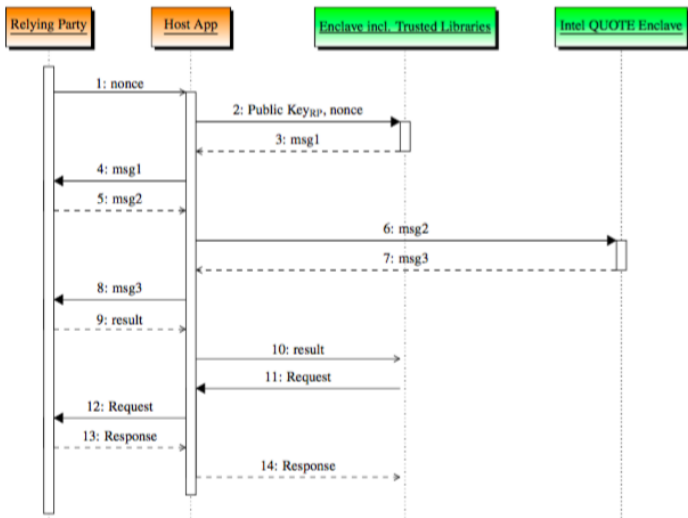 Relying Party
Host App
Enclave incl. Trusted Libraries
Intel QUOTE Enclave
1: nonce
2: Public KeyRP, nonce
3: msg1
4: msg1
5: msg2
6: msg2
7: msg3
8: msg3
9: result
10: result
11: Request
12: Request
13: Response
14: Response